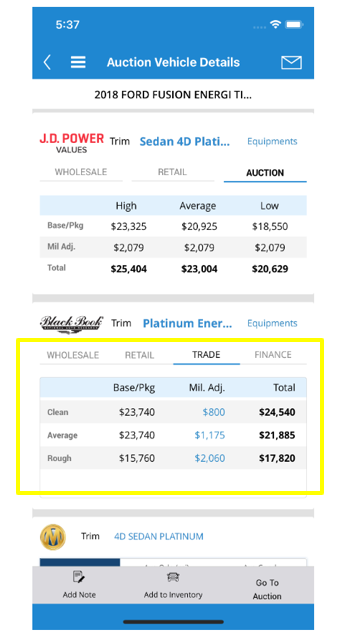 5:37
Auction Vehicle Details
2018 FORD FUSION ENERGI TI...
J.D. POWER
VALUES
Trim Sedan 4D Plati... Equipments
WHOLESALE RETAIL AUCTION
High Average Low
Base/Pkg $23,325 $20,925 $18,550
Mil Adj. $2,079 $2,079 $2,079
Total $25,404 $23,004 $20,629
Black Book Trim Platinum Ener... Equipments
WHOLESALE RETAIL TRADE FINANCE
Base/Pkg Mil. Adj. Total
Clean $23,740 $800 $24,540
Average $23,740 $1,175 $21,885
Rough $15,760 $2,060 $17,820
Trim 4D SEDAN PLATINUM
Add Note Add to Inventory Go To
Auction